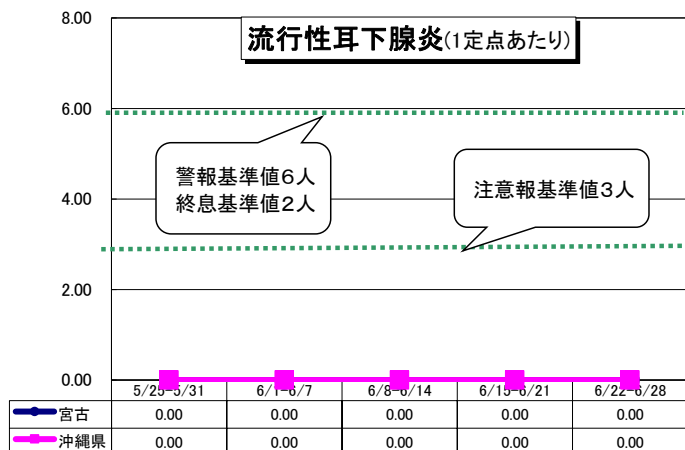 流行性耳下腺炎(1定点あたり)
8.00
6.00
4.00
2.00
0.00
警報基準値6人
終息基準値2人
注意報基準値3人
5/25-5/31 6/1-6/7 6/8-6/14 6/15-6/21 6/22-6/28
宮古 0.00 0.00 0.00 0.00 0.00
沖縄県 0.00 0.00 0.00 0.00 0.00